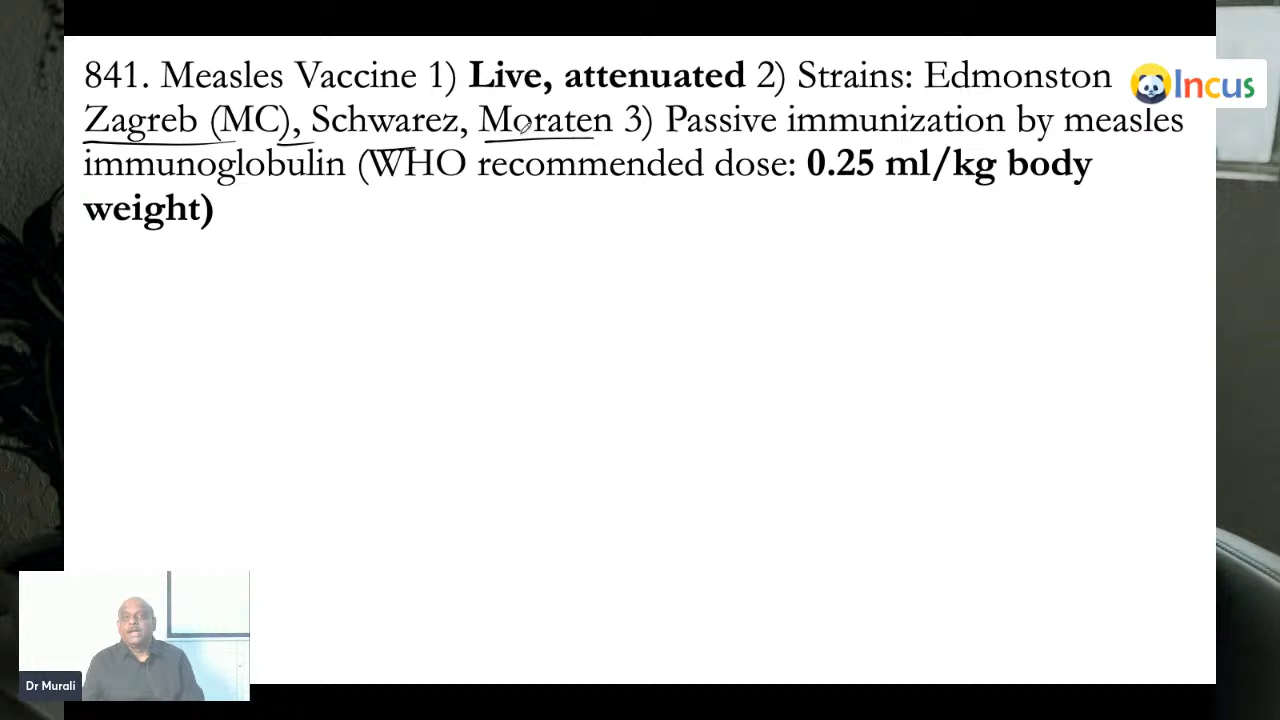 841. Measles Vaccine 1) Live, attenuated 2) Strains: Edmonston
Zagreb (MC), Schwarez, Moraten 3) Passive immunization by measles
immunoglobulin (WHO recommended dose: 0.25 ml/kg body
weight)
Incus
Dr Murali